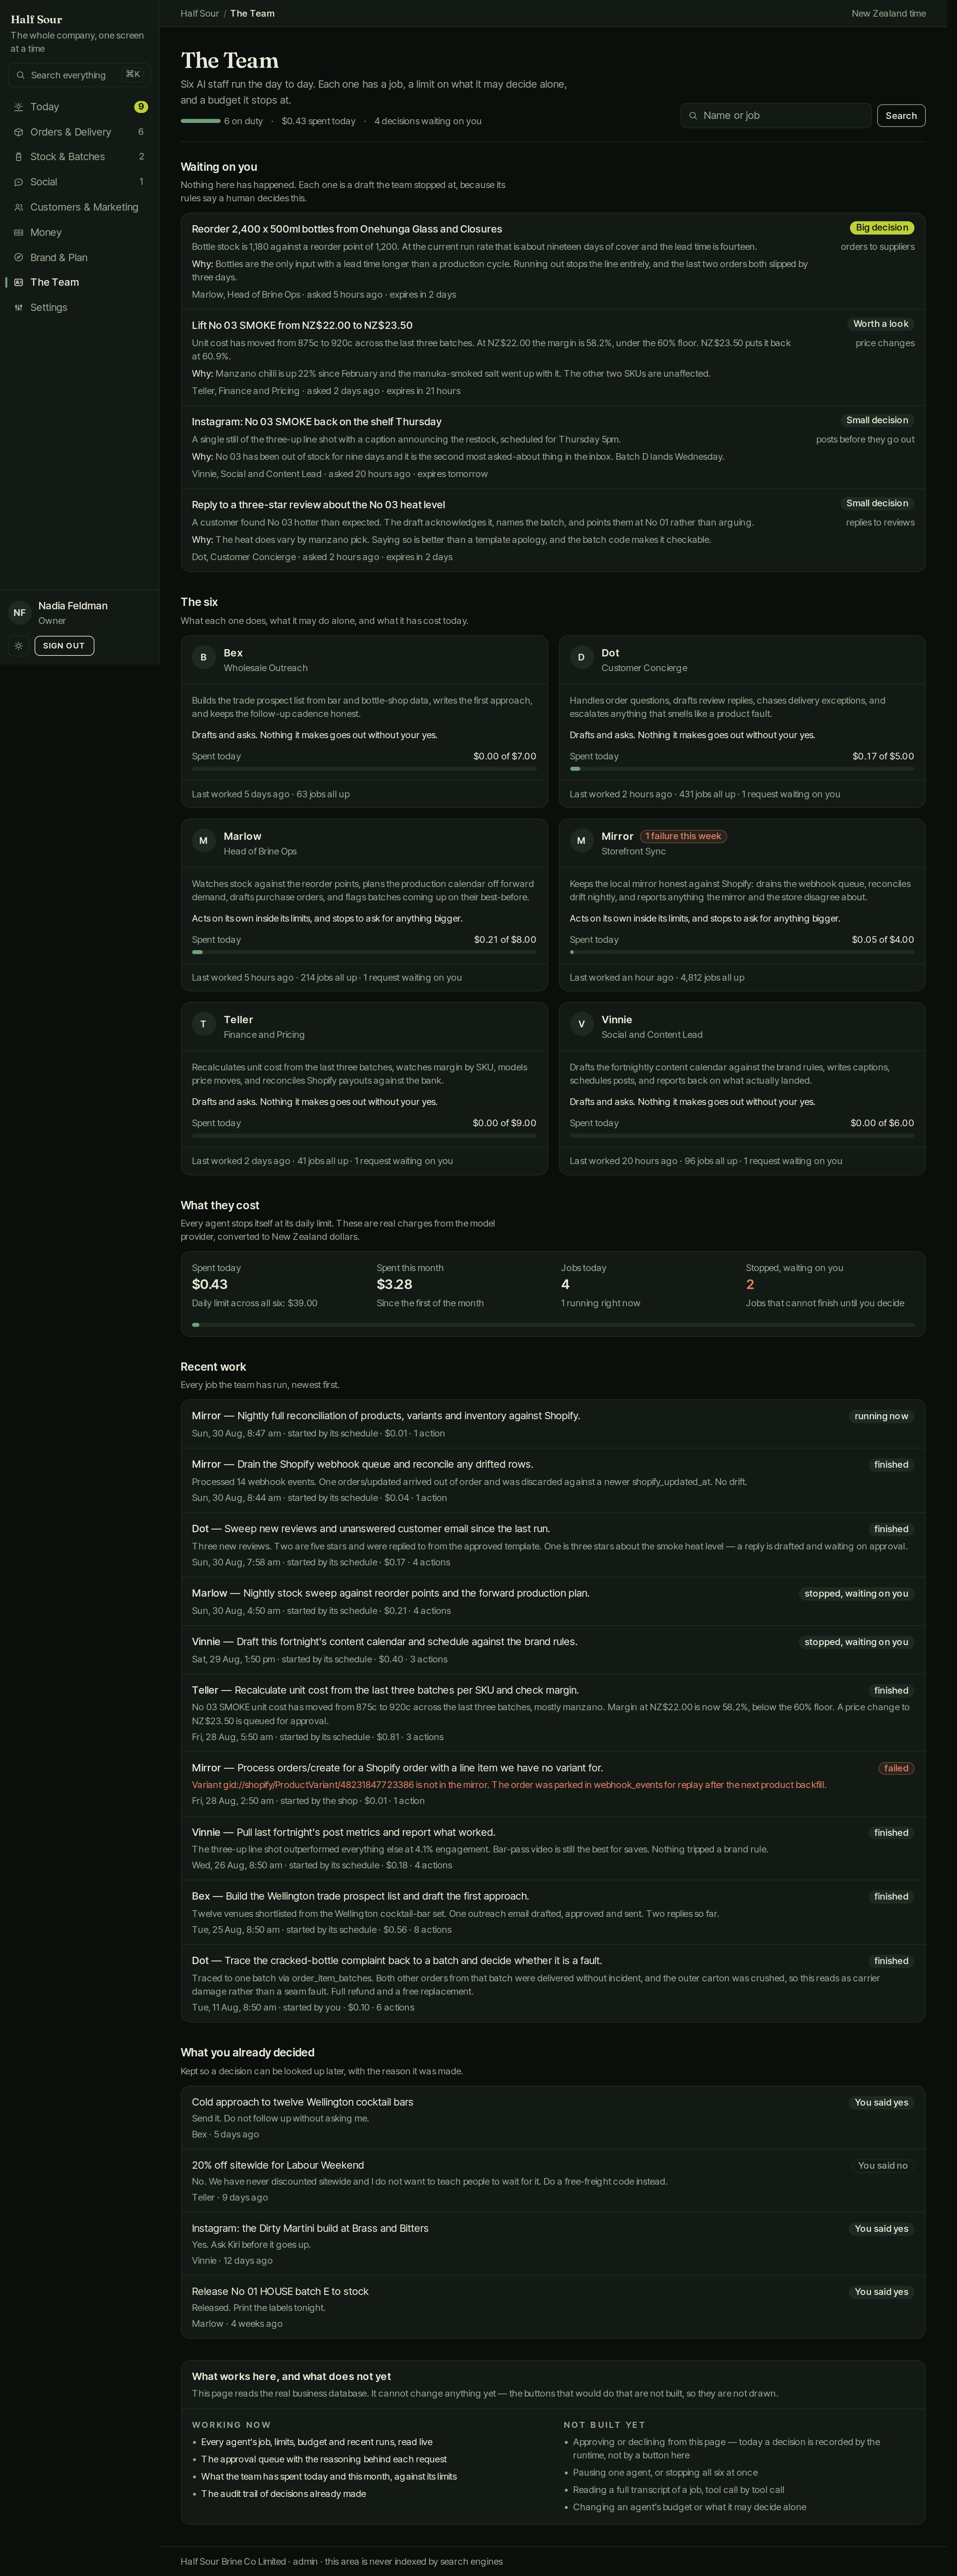 Half Sour
The whole company, one screen
at a time
Search everything ⌘K
Today 9
Orders & Delivery 6
Stock & Batches 2
Social 1
Customers & Marketing
Money
Brand & Plan
The Team
Settings
NF
Nadia Feldman
Owner
SIGN OUT
Half Sour / The Team
New Zealand time
The Team
Six AI staff run the day to day. Each one has a job, a limit on what it may decide alone,
and a budget it stops at.
6 on duty · $0.43 spent today · 4 decisions waiting on you
Name or job
Search
Waiting on you
Nothing here has happened. Each one is a draft the team stopped at, because its
rules say a human decides this.
Reorder 2,400 x 500ml bottles from Onehunga Glass and Closures
Big decision
Bottle stock is 1,180 against a reorder point of 1,200. At the current run rate that is about nineteen days of cover and the lead time is fourteen.
orders to suppliers
Why: Bottles are the only input with a lead time longer than a production cycle. Running out stops the line entirely, and the last two orders both slipped by
three days.
Marlow, Head of Brine Ops · asked 5 hours ago · expires in 2 days
Lift No 03 SMOKE from NZ$22.00 to NZ$23.50
Worth a look
Unit cost has moved from 875c to 920c across the last three batches. At NZ$22.00 the margin is 58.2%, under the 60% floor. NZ$23.50 puts it back
at 60.9%.
price changes
Why: Manzano chilli is up 22% since February and the manuka-smoked salt went up with it. The other two SKUs are unaffected.
Teller, Finance and Pricing · asked 2 days ago · expires in 21 hours
Instagram: No 03 SMOKE back on the shelf Thursday
Small decision
A single still of the three-up line shot with a caption announcing the restock, scheduled for Thursday 5pm.
posts before they go out
Why: No 03 has been out of stock for nine days and it is the second most asked-about thing in the inbox. Batch D lands Wednesday.
Vinnie, Social and Content Lead · asked 20 hours ago · expires tomorrow
Reply to a three-star review about the No 03 heat level
Small decision
A customer found No 03 hotter than expected. The draft acknowledges it, names the batch, and points them at No 01 rather than arguing.
replies to reviews
Why: The heat does vary by manzano pick. Saying so is better than a template apology, and the batch code makes it checkable.
Dot, Customer Concierge · asked 2 hours ago · expires in 2 days
The six
What each one does, what it may do alone, and what it has cost today.
B
Bex
Wholesale Outreach
Builds the trade prospect list from bar and bottle-shop data, writes the first approach,
and keeps the follow-up cadence honest.
Drafts and asks. Nothing it makes goes out without your yes.
Spent today $0.00 of $7.00
Last worked 5 days ago · 63 jobs all up
D
Dot
Customer Concierge
Handles order questions, drafts review replies, chases delivery exceptions, and
escalates anything that smells like a product fault.
Drafts and asks. Nothing it makes goes out without your yes.
Spent today $0.17 of $5.00
Last worked 2 hours ago · 431 jobs all up · 1 request waiting on you
M
Marlow
Head of Brine Ops
Watches stock against the reorder points, plans the production calendar off forward
demand, drafts purchase orders, and flags batches coming up on their best-before.
Acts on its own inside its limits, and stops to ask for anything bigger.
Spent today $0.21 of $8.00
Last worked 5 hours ago · 214 jobs all up · 1 request waiting on you
M
Mirror 1 failure this week
Storefront Sync
Keeps the local mirror honest against Shopify: drains the webhook queue, reconciles
drift nightly, and reports anything the mirror and the store disagree about.
Acts on its own inside its limits, and stops to ask for anything bigger.
Spent today $0.05 of $4.00
Last worked an hour ago · 4,812 jobs all up
T
Teller
Finance and Pricing
Recalculates unit cost from the last three batches, watches margin by SKU, models
price moves, and reconciles Shopify payouts against the bank.
Drafts and asks. Nothing it makes goes out without your yes.
Spent today $0.00 of $9.00
Last worked 2 days ago · 41 jobs all up · 1 request waiting on you
V
Vinnie
Social and Content Lead
Drafts the fortnightly content calendar against the brand rules, writes captions,
schedules posts, and reports back on what actually landed.
Drafts and asks. Nothing it makes goes out without your yes.
Spent today $0.00 of $6.00
Last worked 20 hours ago · 96 jobs all up · 1 request waiting on you
What they cost
Every agent stops itself at its daily limit. These are real charges from the model
provider, converted to New Zealand dollars.
Spent today
$0.43
Daily limit across all six: $39.00
Spent this month
$3.28
Since the first of the month
Jobs today
4
1 running right now
Stopped, waiting on you
2
Jobs that cannot finish until you decide
Recent work
Every job the team has run, newest first.
Mirror — Nightly full reconciliation of products, variants and inventory against Shopify.
running now
Sun, 30 Aug, 8:47 am · started by its schedule · $0.01 · 1 action
Mirror — Drain the Shopify webhook queue and reconcile any drifted rows.
finished
Processed 14 webhook events. One orders/updated arrived out of order and was discarded against a newer shopify_updated_at. No drift.
Sun, 30 Aug, 8:44 am · started by its schedule · $0.04 · 1 action
Dot — Sweep new reviews and unanswered customer email since the last run.
finished
Three new reviews. Two are five stars and were replied to from the approved template. One is three stars about the smoke heat level — a reply is drafted and waiting on approval.
Sun, 30 Aug, 7:58 am · started by its schedule · $0.17 · 4 actions
Marlow — Nightly stock sweep against reorder points and the forward production plan.
stopped, waiting on you
Sun, 30 Aug, 4:50 am · started by its schedule · $0.21 · 4 actions
Vinnie — Draft this fortnight's content calendar and schedule against the brand rules.
stopped, waiting on you
Sat, 29 Aug, 1:50 pm · started by its schedule · $0.40 · 3 actions
Teller — Recalculate unit cost from the last three batches per SKU and check margin.
finished
No 03 SMOKE unit cost has moved from 875c to 920c across the last three batches, mostly manzano. Margin at NZ$22.00 is now 58.2%, below the 60% floor. A price change to
NZ$23.50 is queued for approval.
Fri, 28 Aug, 5:50 am · started by its schedule · $0.81 · 3 actions
Mirror — Process orders/create for a Shopify order with a line item we have no variant for.
failed
Variant gid://shopify/ProductVariant/48231847723386 is not in the mirror. The order was parked in webhook_events for replay after the next product backfill.
Fri, 28 Aug, 2:50 am · started by the shop · $0.01 · 1 action
Vinnie — Pull last fortnight's post metrics and report what worked.
finished
The three-up line shot outperformed everything else at 4.1% engagement. Bar-pass video is still the best for saves. Nothing tripped a brand rule.
Wed, 26 Aug, 8:50 am · started by its schedule · $0.18 · 4 actions
Bex — Build the Wellington trade prospect list and draft the first approach.
finished
Twelve venues shortlisted from the Wellington cocktail-bar set. One outreach email drafted, approved and sent. Two replies so far.
Tue, 25 Aug, 8:50 am · started by its schedule · $0.56 · 8 actions
Dot — Trace the cracked-bottle complaint back to a batch and decide whether it is a fault.
finished
Traced to one batch via order_item_batches. Both other orders from that batch were delivered without incident, and the outer carton was crushed, so this reads as carrier
damage rather than a seam fault. Full refund and a free replacement.
Tue, 11 Aug, 8:50 am · started by you · $0.10 · 6 actions
What you already decided
Kept so a decision can be looked up later, with the reason it was made.
Cold approach to twelve Wellington cocktail bars
You said yes
Send it. Do not follow up without asking me.
Bex · 5 days ago
20% off sitewide for Labour Weekend
You said no
No. We have never discounted sitewide and I do not want to teach people to wait for it. Do a free-freight code instead.
Teller · 9 days ago
Instagram: the Dirty Martini build at Brass and Bitters
You said yes
Yes. Ask Kiri before it goes up.
Vinnie · 12 days ago
Release No 01 HOUSE batch E to stock
You said yes
Released. Print the labels tonight.
Marlow · 4 weeks ago
What works here, and what does not yet
This page reads the real business database. It cannot change anything yet — the buttons that would do that are not built, so they are not drawn.
WORKING NOW
• Every agent's job, limits, budget and recent runs, read live
• The approval queue with the reasoning behind each request
• What the team has spent today and this month, against its limits
• The audit trail of decisions already made
NOT BUILT YET
• Approving or declining from this page — today a decision is recorded by the
runtime, not by a button here
• Pausing one agent, or stopping all six at once
• Reading a full transcript of a job, tool call by tool call
• Changing an agent's budget or what it may decide alone
Half Sour Brine Co Limited · admin · this area is never indexed by search engines